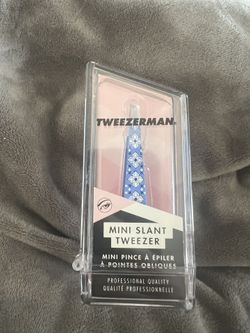 TWEEZERMAN®
MINI SLANT
TWEEZER
MINI PINCE À ÉPILER
À POINTES OBLIQUES
PROFESSIONAL QUALITY
QUALITÉ PROFESSIONNELLE